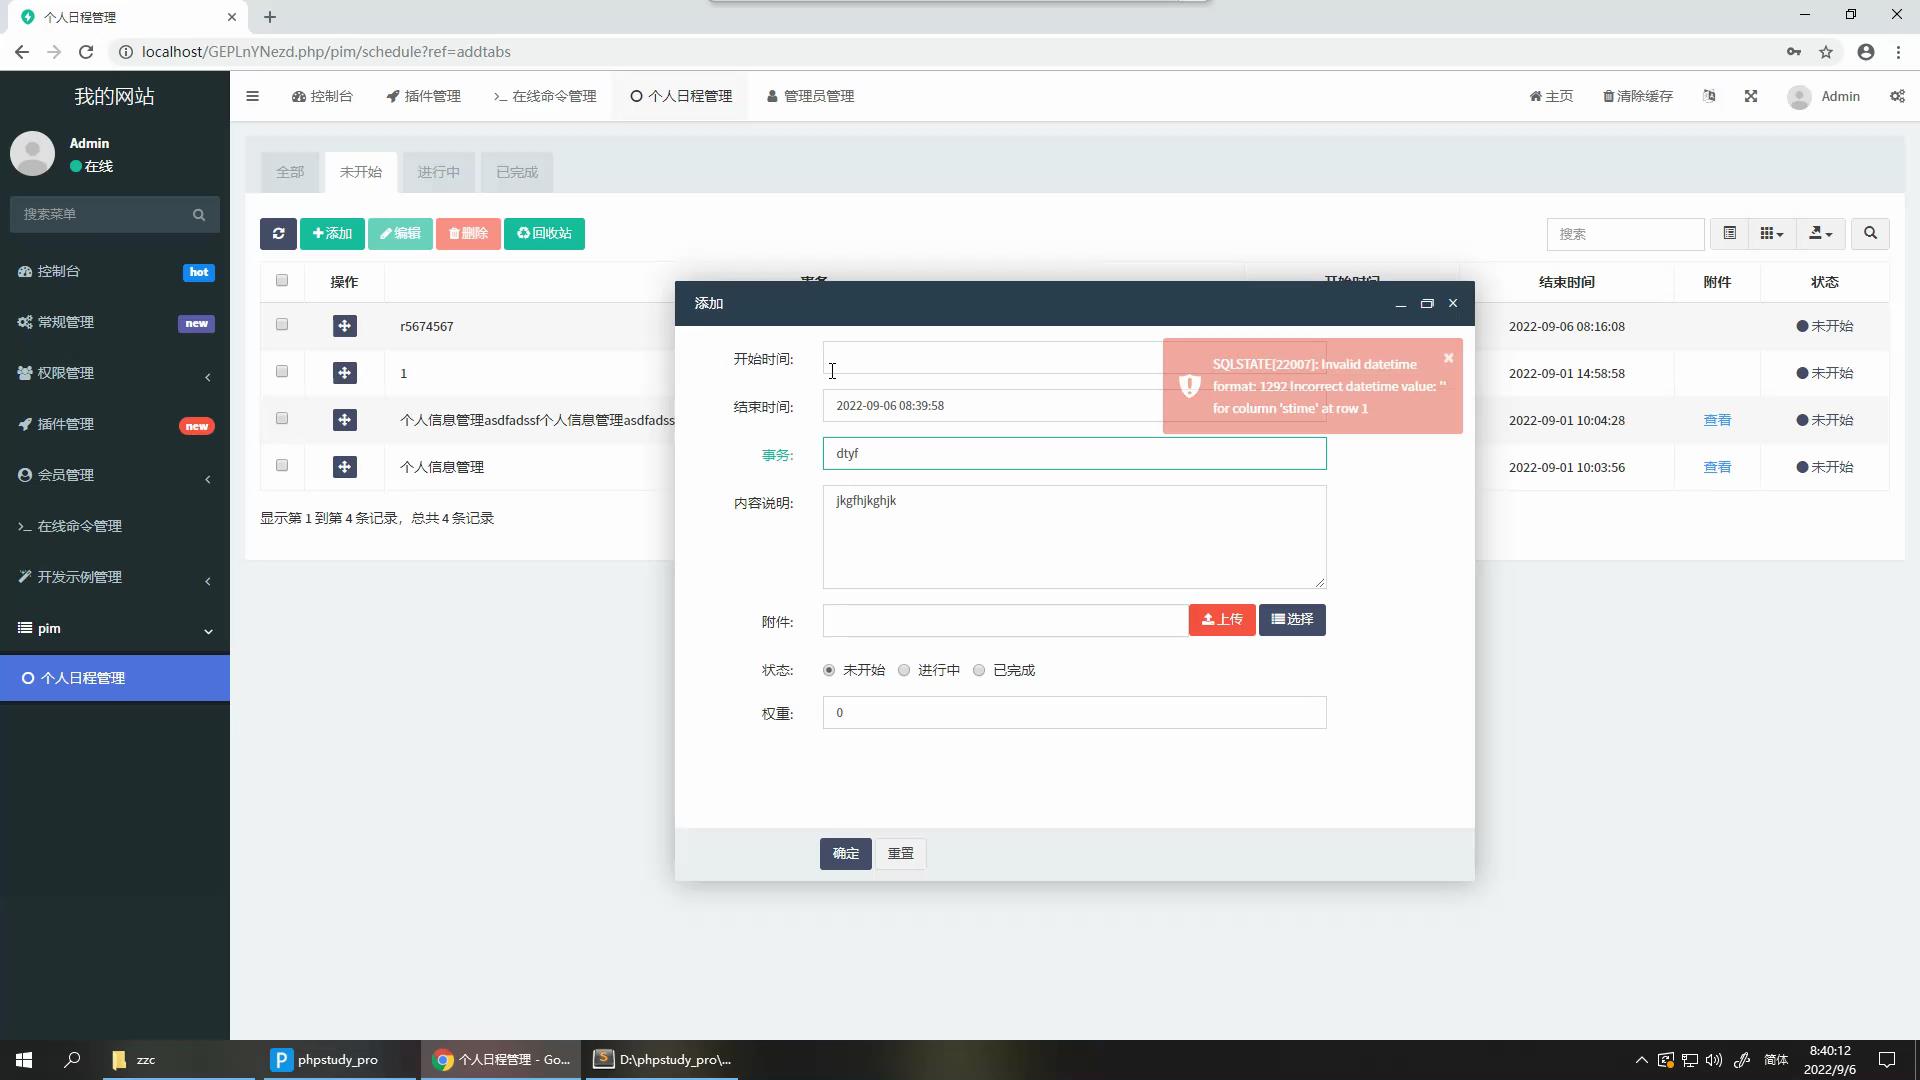 个人日程管理
localhost/GEPLnYNezd.php/pim/schedule?ref=addtabs
我的网站
控制台
插件管理
在线命令管理
个人日程管理
管理员管理
主页
清除缓存
Admin
Admin
在线
搜索菜单
控制台 hot
常规管理 new
权限管理
插件管理 new
会员管理
在线命令管理
开发示例管理
pim
个人日程管理
全部
未开始
进行中
已完成
添加
编辑
删除
回收站
搜索
操作
结束时间
附件
状态
r5674567
2022-09-06 08:16:08
未开始
1
2022-09-01 14:58:58
未开始
个人信息管理asdfadssf个人信息管理asdfadss
2022-09-01 10:04:28
查看
未开始
个人信息管理
2022-09-01 10:03:56
查看
未开始
显示第 1 到第 4 条记录，总共 4 条记录
添加
开始时间:
SQLSTATE[22007]: Invalid datetime
format: 1292 Incorrect datetime value: ''
for column 'stime' at row 1
结束时间:
2022-09-06 08:39:58
事务:
dtyf
内容说明:
jkgfhjkghjk
附件:
上传
选择
状态:
未开始
进行中
已完成
权重:
0
确定
重置
zzc
phpstudy_pro
个人日程管理 - Go...
D:\phpstudy_pro\...
简体
8:40:12
2022/9/6